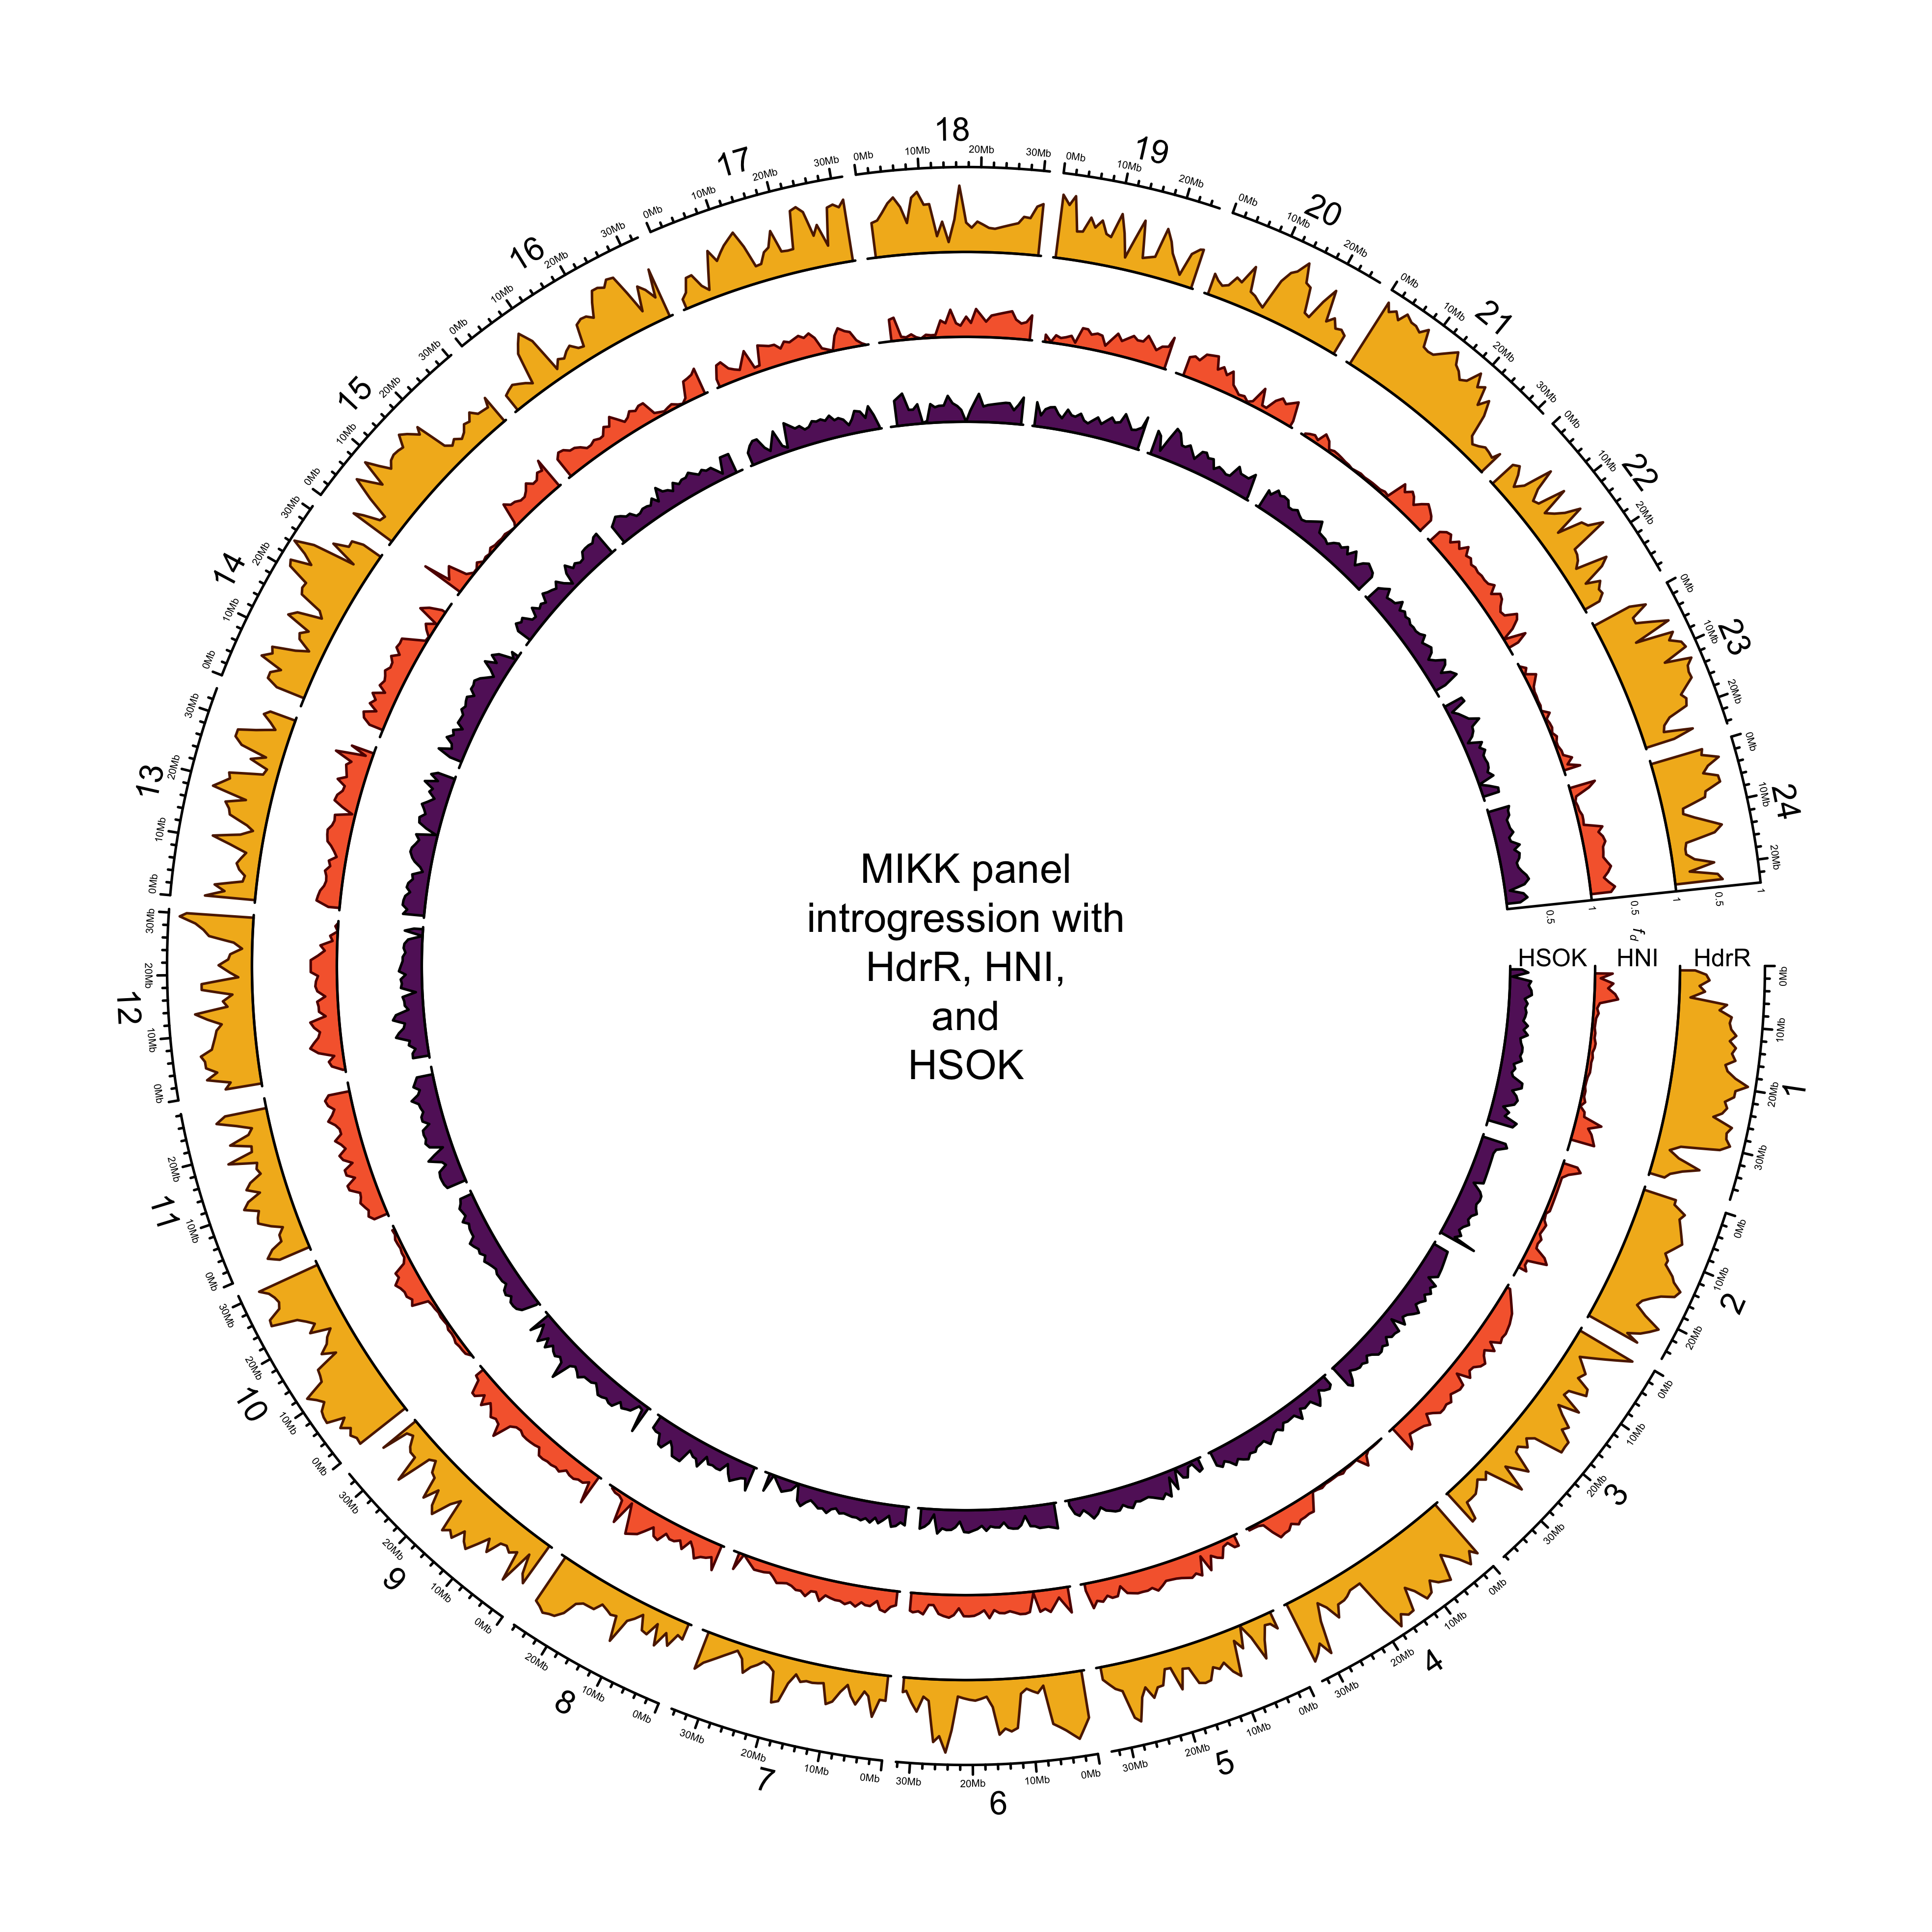 MIKK panel
introgression with
HdrR, HNI,
and
HSOK
HSOK HNI HdrR
0.5 1 0.5 1 0.5 1
fd
1
0Mb 10Mb 20Mb 30Mb
2
0Mb 10Mb 20Mb
3
0Mb 10Mb 20Mb 30Mb
4
0Mb 10Mb 20Mb 30Mb
5
0Mb 10Mb 20Mb 30Mb
6
0Mb 10Mb 20Mb 30Mb
7
0Mb 10Mb 20Mb 30Mb
8
0Mb 10Mb 20Mb
9
0Mb 10Mb 20Mb 30Mb
10
0Mb 10Mb 20Mb 30Mb
11
0Mb 10Mb 20Mb
12
0Mb 10Mb 20Mb 30Mb
13
0Mb 10Mb 20Mb 30Mb
14
0Mb 10Mb 20Mb 30Mb
15
0Mb 10Mb 20Mb 30Mb
16
0Mb 10Mb 20Mb 30Mb
17
0Mb 10Mb 20Mb 30Mb
18
0Mb 10Mb 20Mb 30Mb
19
0Mb 10Mb 20Mb
20
0Mb 10Mb 20Mb
21
0Mb 10Mb 20Mb 30Mb
22
0Mb 10Mb 20Mb
23
0Mb 10Mb 20Mb
24
0Mb 10Mb 20Mb